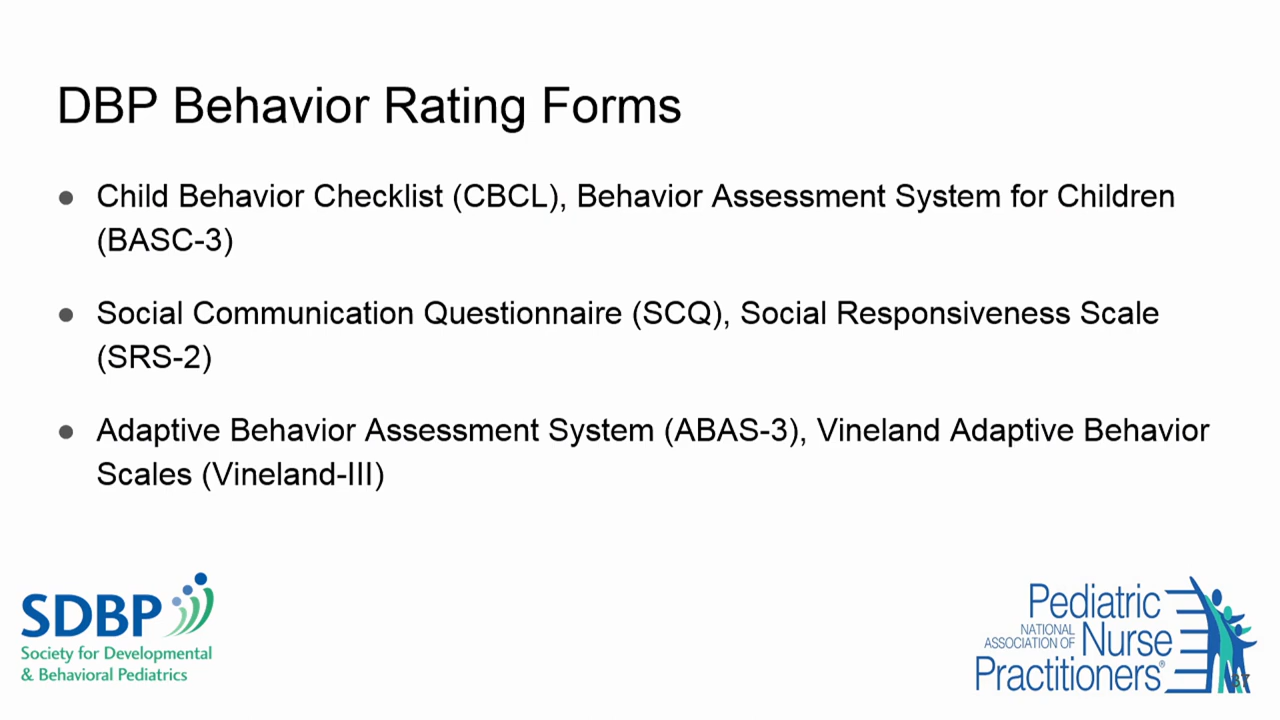 DBP Behavior Rating Forms
● Child Behavior Checklist (CBCL), Behavior Assessment System for Children
(BASC-3)
● Social Communication Questionnaire (SCQ), Social Responsiveness Scale
(SRS-2)
● Adaptive Behavior Assessment System (ABAS-3), Vineland Adaptive Behavior
Scales (Vineland-III)
SDBP
Society for Developmental
& Behavioral Pediatrics
Pediatric
NATIONAL
ASSOCIATION OF Nurse
Practitioners®
37